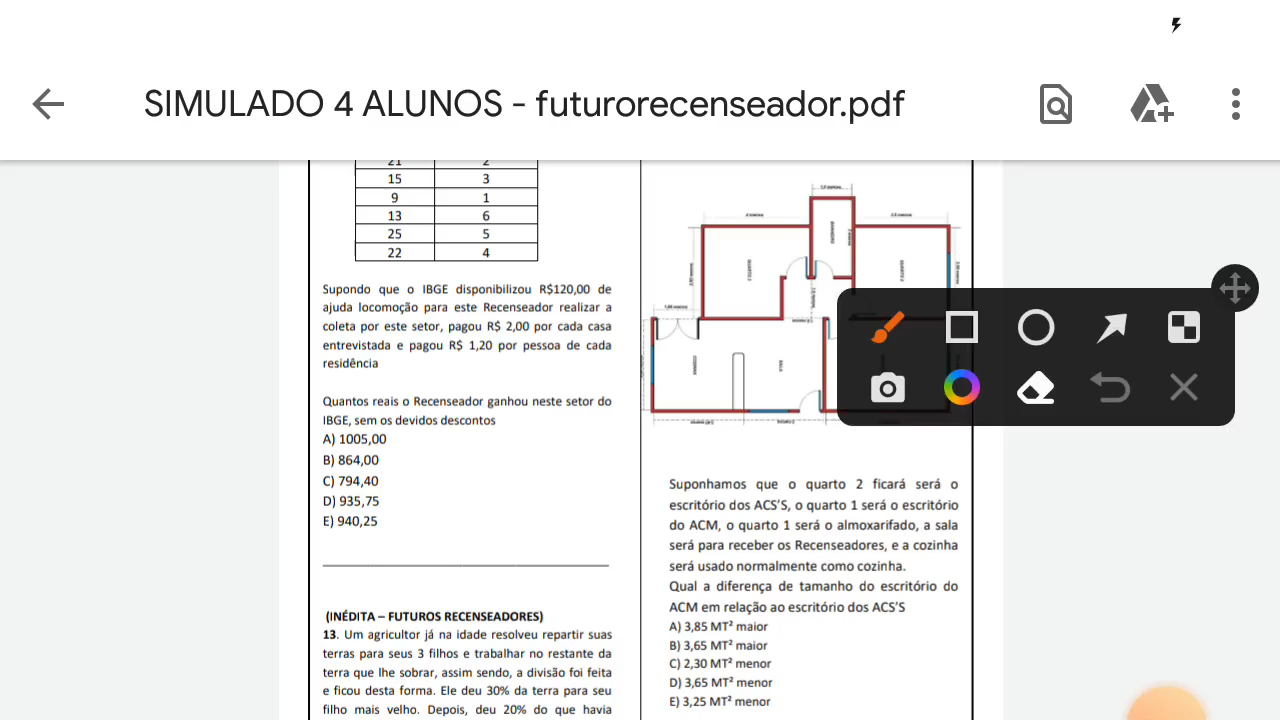 SIMULADO 4 ALUNOS - futurorecenseador.pdf
21 2
15 3
9 1
13 6
25 5
22 4
Supondo que o IBGE disponibilizou R$120,00 de
ajuda locomoção para este Recenseador realizar a
coleta por este setor, pagou R$ 2,00 por cada casa
entrevistada e pagou R$ 1,20 por pessoa de cada
residência
Quantos reais o Recenseador ganhou neste setor do
IBGE, sem os devidos descontos
A) 1005,00
B) 864,00
C) 794,40
D) 935,75
E) 940,25
(INÉDITA – FUTUROS RECENSEADORES)
13. Um agricultor já na idade resolveu repartir suas
terras para seus 3 filhos e trabalhar no restante da
terra que lhe sobrar, assim sendo, a divisão foi feita
e ficou desta forma. Ele deu 30% da terra para seu
filho mais velho. Depois, deu 20% do que havia
QUARTO
BANHEIRO
QUARTO
COZINHA
SALA
Suponhamos que o quarto 2 ficará será o
escritório dos ACS’S, o quarto 1 será o escritório
do ACM, o quarto 1 será o almoxarifado, a sala
será para receber os Recenseadores, e a cozinha
será usado normalmente como cozinha.
Qual a diferença de tamanho do escritório do
ACM em relação ao escritório dos ACS’S
A) 3,85 MT² maior
B) 3,65 MT² maior
C) 2,30 MT² menor
D) 3,65 MT² menor
E) 3,25 MT² menor